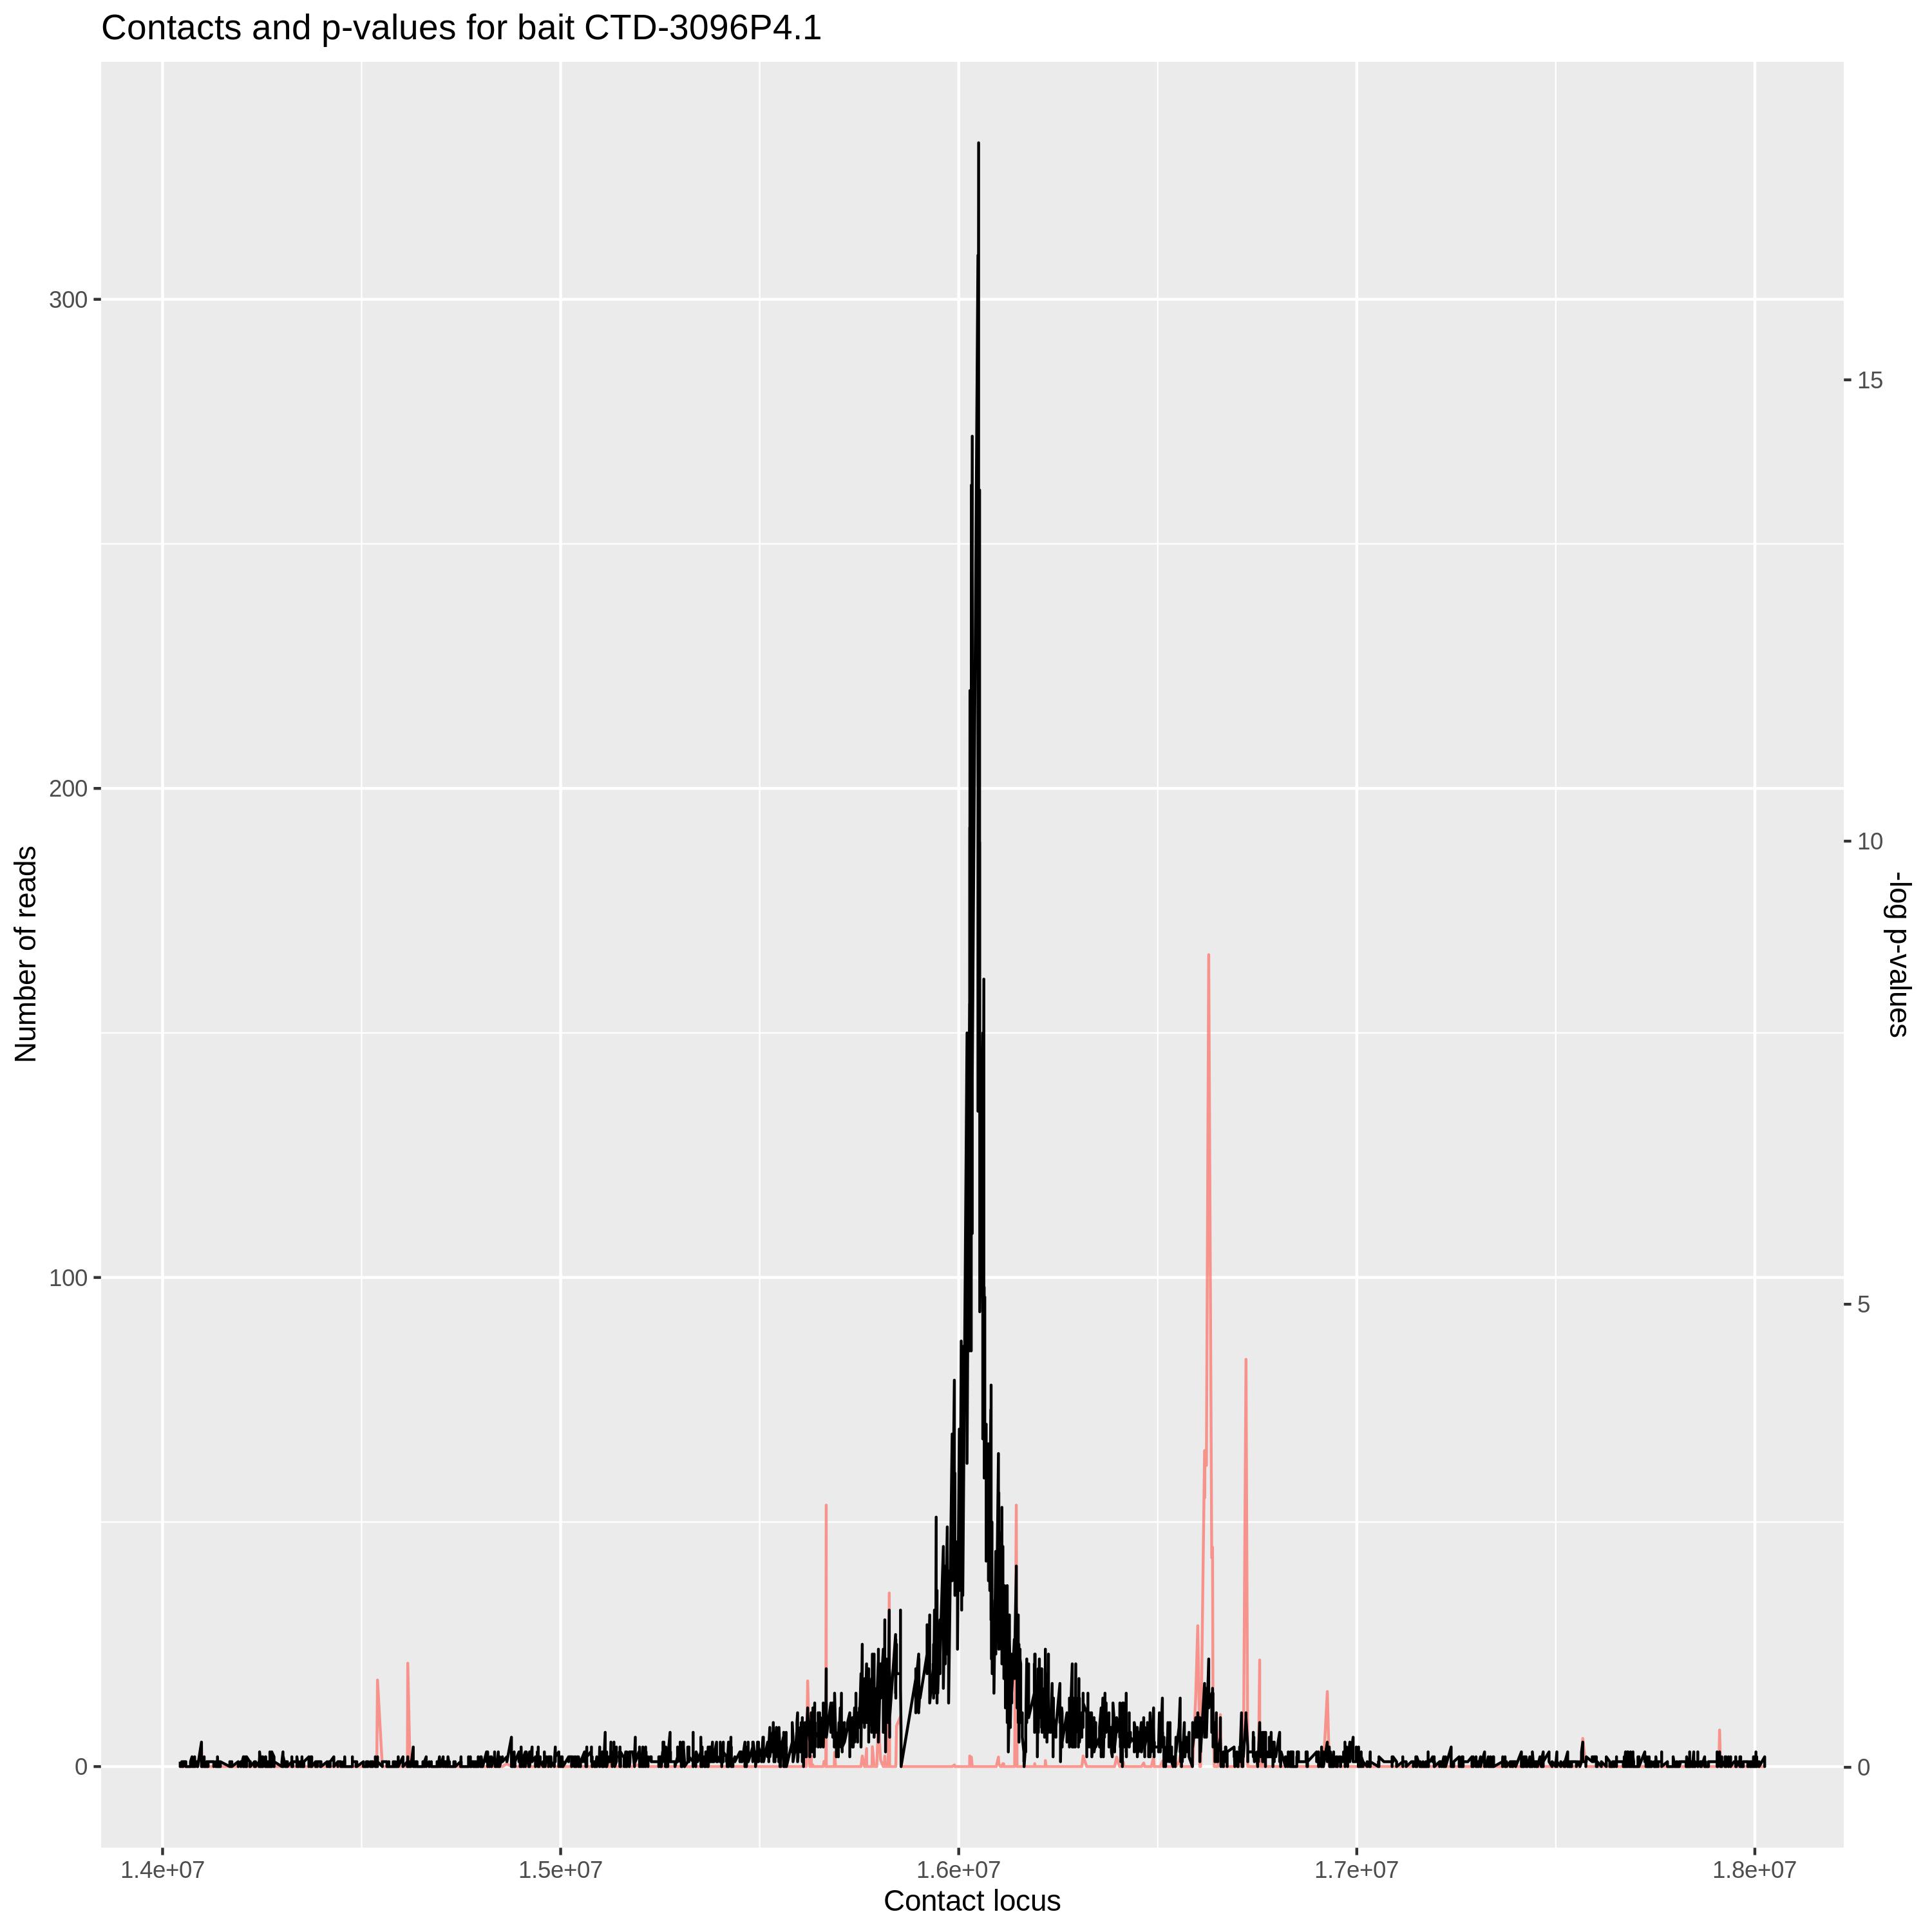 Contacts and p-values for bait CTD-3096P4.1
300
200
100
0
Number of reads
15
10
5
0
-log p-values
1.4e+07 1.5e+07 1.6e+07 1.7e+07 1.8e+07
Contact locus